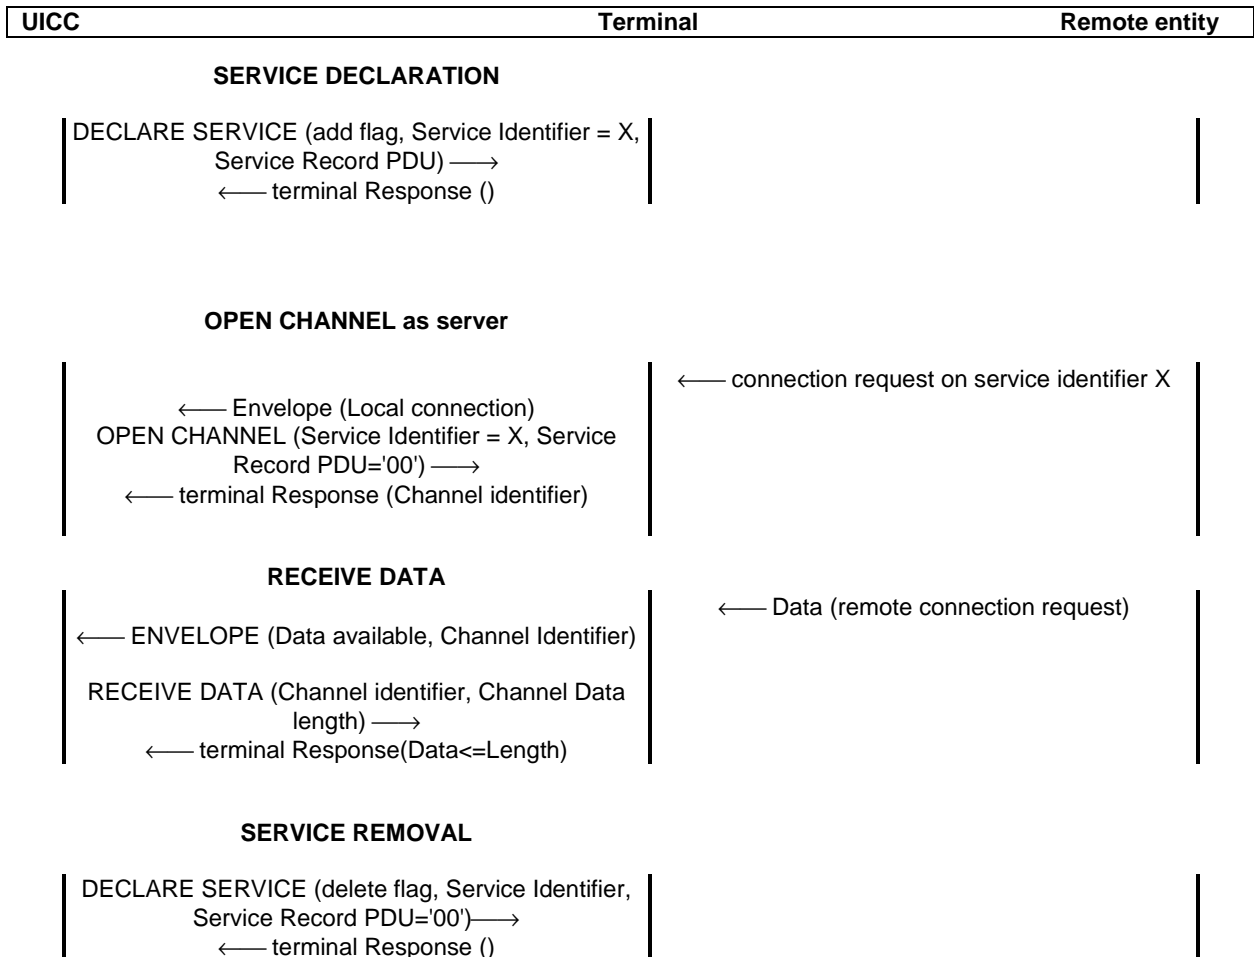 UICC Terminal Remote entity
SERVICE DECLARATION
DECLARE SERVICE (add flag, Service Identifier = X,
Service Record PDU) ⟶
⟵ terminal Response ()
OPEN CHANNEL as server
⟵ connection request on service identifier X
⟵ Envelope (Local connection)
OPEN CHANNEL (Service Identifier = X, Service
Record PDU='00') ⟶
⟵ terminal Response (Channel identifier)
RECEIVE DATA
⟵ Data (remote connection request)
⟵ ENVELOPE (Data available, Channel Identifier)
RECEIVE DATA (Channel identifier, Channel Data
length) ⟶
⟵ terminal Response(Data<=Length)
SERVICE REMOVAL
DECLARE SERVICE (delete flag, Service Identifier,
Service Record PDU='00')⟶
⟵ terminal Response ()